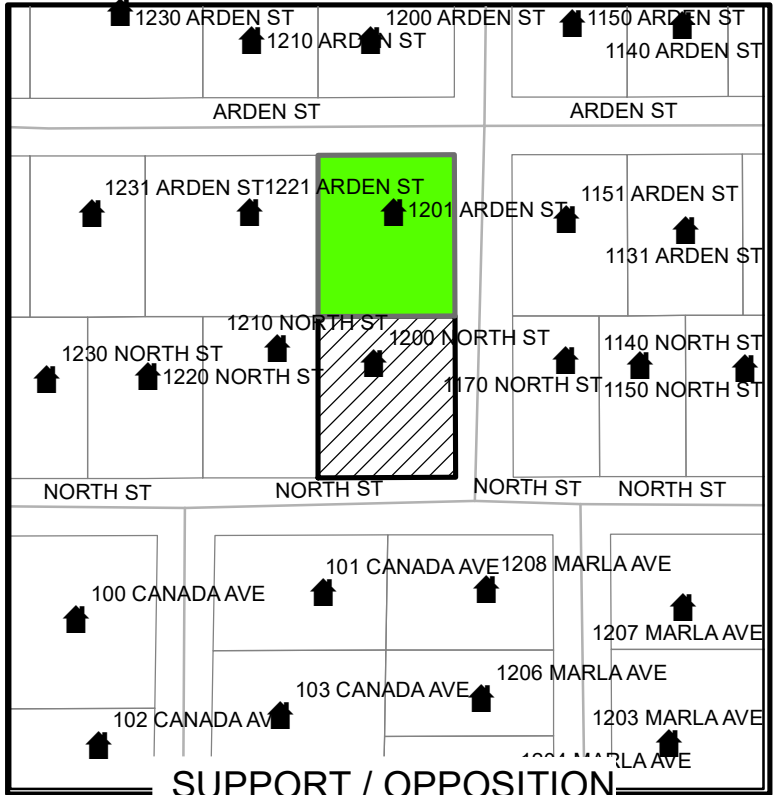 1230 ARDEN ST
1200 ARDEN ST
1150 ARDEN ST
1210 ARDEN ST
1140 ARDEN ST
ARDEN ST
ARDEN ST
1231 ARDEN ST
1221 ARDEN ST
1151 ARDEN ST
1201 ARDEN ST
1131 ARDEN ST
1210 NORTH ST
1200 NORTH ST
1140 NORTH ST
1230 NORTH ST
1220 NORTH ST
1170 NORTH ST
1150 NORTH ST
NORTH ST
NORTH ST
NORTH ST
NORTH ST
101 CANADA AVE
1208 MARLA AVE
100 CANADA AVE
1207 MARLA AVE
1206 MARLA AVE
103 CANADA AVE
102 CANADA AVE
1203 MARLA AVE
MARLA AVE
SUPPORT / OPPOSITION